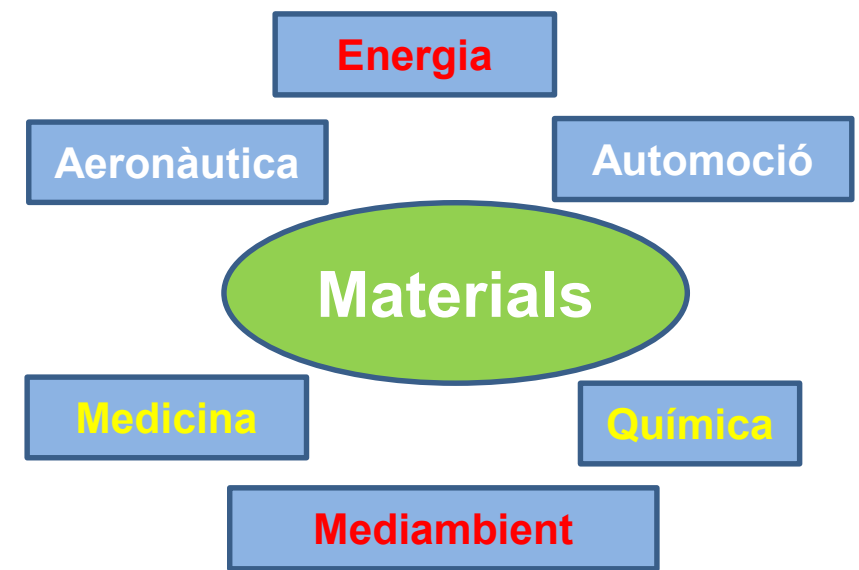 Energia
Aeronàutica
Automoció
Materials
Medicina
Química
Mediambient